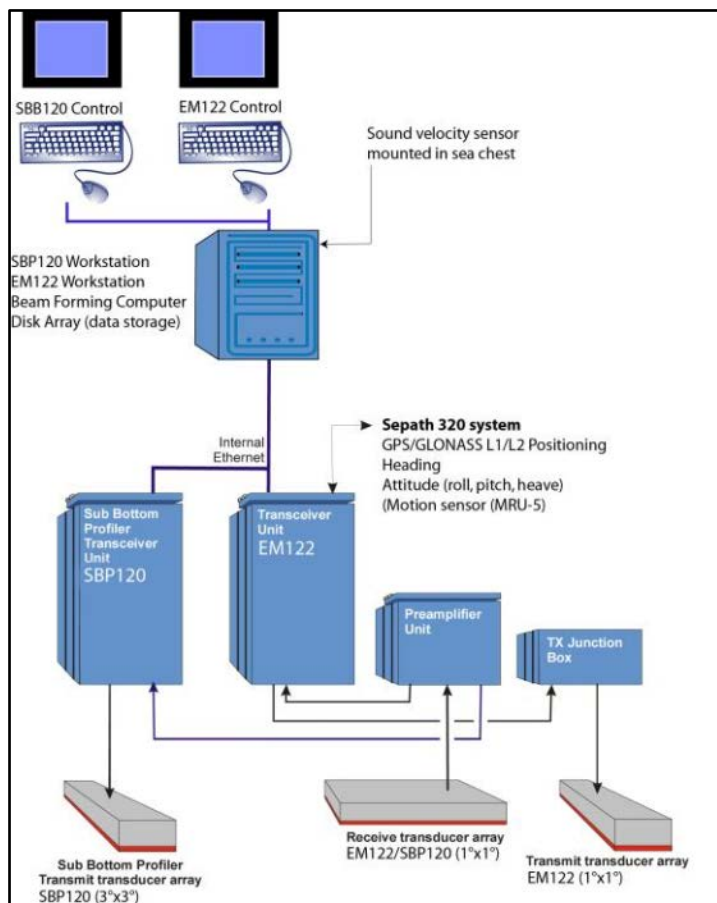 SBB120 Control
EM122 Control
Sound velocity sensor
mounted in sea chest
SBP120 Workstation
EM122 Workstation
Beam Forming Computer
Disk Array (data storage)
Internal
Ethernet
Sepath 320 system
GPS/GLONASS L1/L2 Positioning
Heading
Attitude (roll, pitch, heave)
(Motion sensor (MRU-5)
Sub Bottom
Profiler
Transceiver
Unit
SBP120
Transceiver
Unit
EM122
Preamplifier
Unit
TX Junction
Box
Sub Bottom Profiler
Transmit transducer array
SBP120 (3°x3°)
Receive transducer array
EM122/SBP120 (1°x1°)
Transmit transducer array
EM122 (1°x1°)